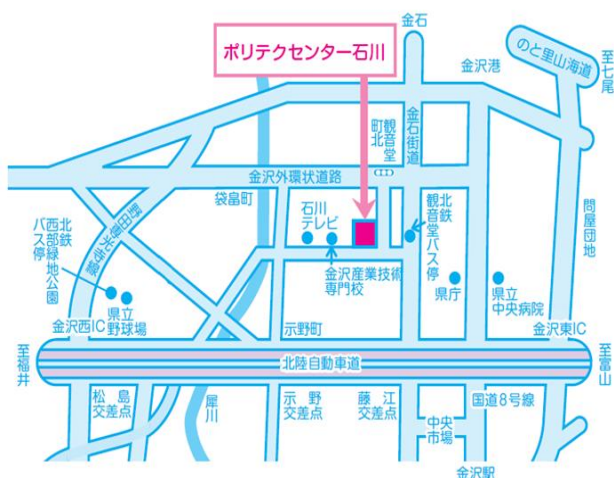 金石
ポリテクセンター石川
のと里山海道
至七尾
金沢港
金石街道
観音堂
町北
金沢外環状道路
袋畠町
野田専光寺線
石川
テレビ
北鉄
観音堂バス停
問屋団地
北鉄
西部緑地公園
バス停
金沢産業技術
専門校
県庁
県立
中央病院
県立
野球場
金沢西IC
示野町
金沢東IC
至福井
北陸自動車道
至富山
松島
交差点
犀川
示野
交差点
藤江
交差点
国道8号線
中央
市場
金沢駅